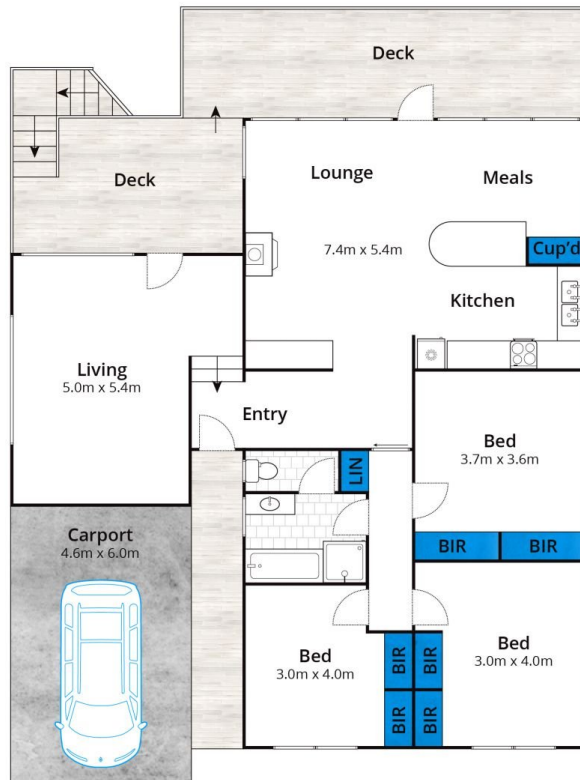 Deck
Deck
Lounge
Meals
7.4m x 5.4m
Cup'd
Kitchen
Living
5.0m x 5.4m
Entry
Bed
3.7m x 3.6m
LIN
BIR
BIR
Carport
4.6m x 6.0m
Bed
3.0m x 4.0m
BIR
BIR
BIR
BIR
Bed
3.0m x 4.0m